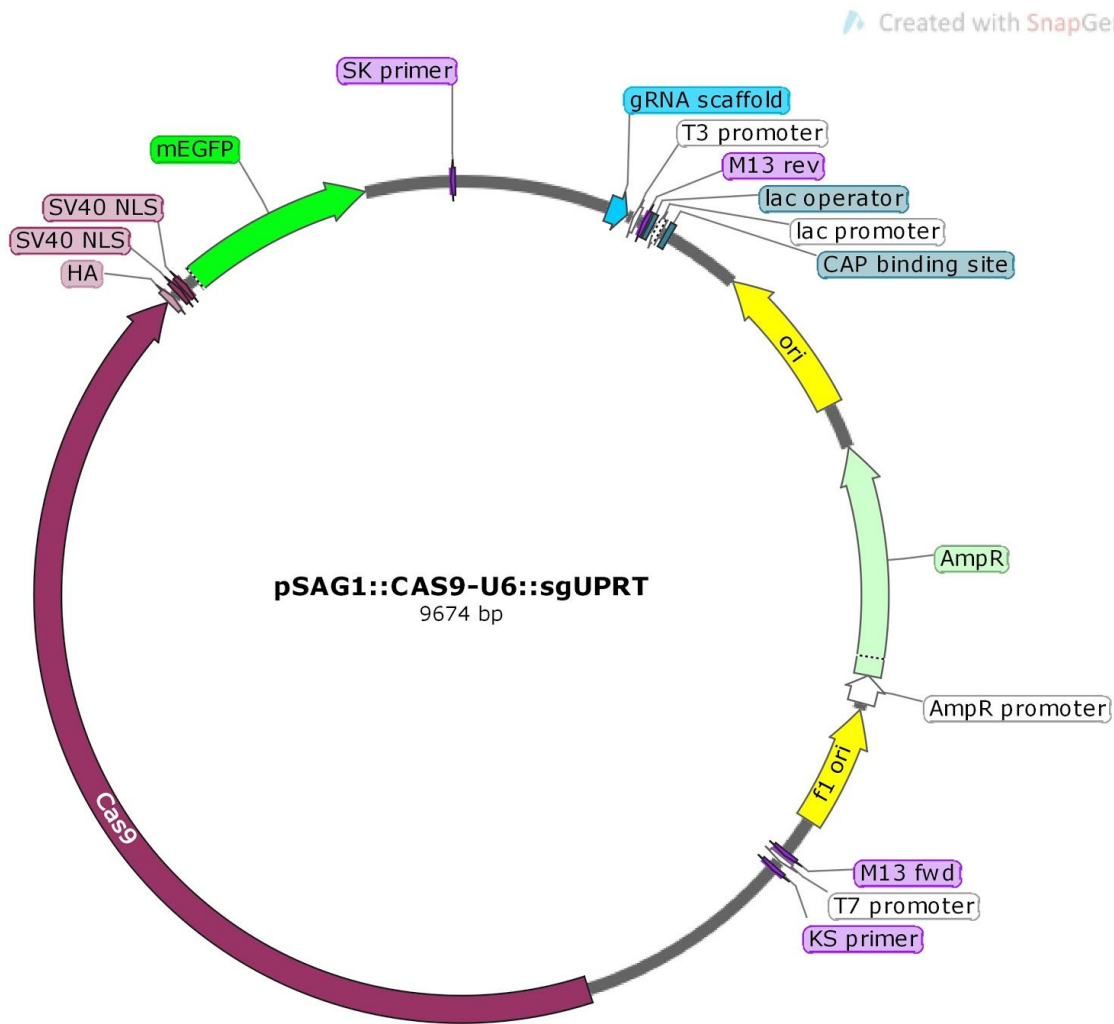 Created with SnapGe
SK primer
gRNA scaffold
T3 promoter
mEGFP
M13 rev
lac operator
SV40 NLS
lac promoter
SV40 NLS
CAP binding site
HA
ori
AmpR
pSAG1::CAS9-U6::sgUPRT
9674 bp
AmpR promoter
f1 ori
Cas9
M13 fwd
T7 promoter
KS primer